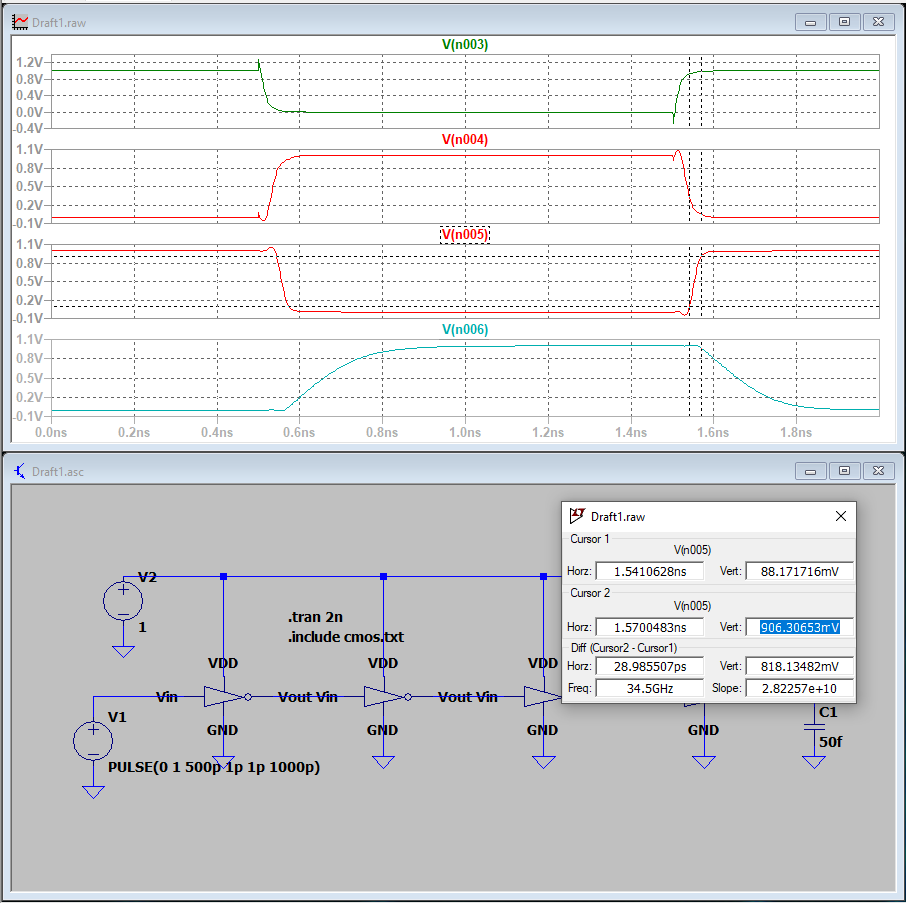 Draft1.raw
V(n003)
1.2V
0.8V
0.4V
0.0V
-0.4V
V(n004)
1.1V
0.8V
0.5V
0.2V
-0.1V
V(n005)
1.1V
0.8V
0.5V
0.2V
-0.1V
V(n006)
1.1V
0.8V
0.5V
0.2V
-0.1V
0.0ns 0.2ns 0.4ns 0.6ns 0.8ns 1.0ns 1.2ns 1.4ns 1.6ns 1.8ns
Draft1.asc
V2
1
.tran 2n
.include cmos.txt
VDD VDD VDD
Vin Vout Vin Vout Vin
V1
GND GND GND GND
PULSE(0 1 500p 1p 1p 1000p)
C1
50f
Draft1.raw
Cursor 1
V(n005)
Horz: 1.5410628ns Vert: 88.171716mV
Cursor 2
V(n005)
Horz: 1.5700483ns Vert: 906.30653mV
Diff (Cursor2 - Cursor1)
Horz: 28.985507ps Vert: 818.13482mV
Freq: 34.5GHz Slope: 2.82257e+10